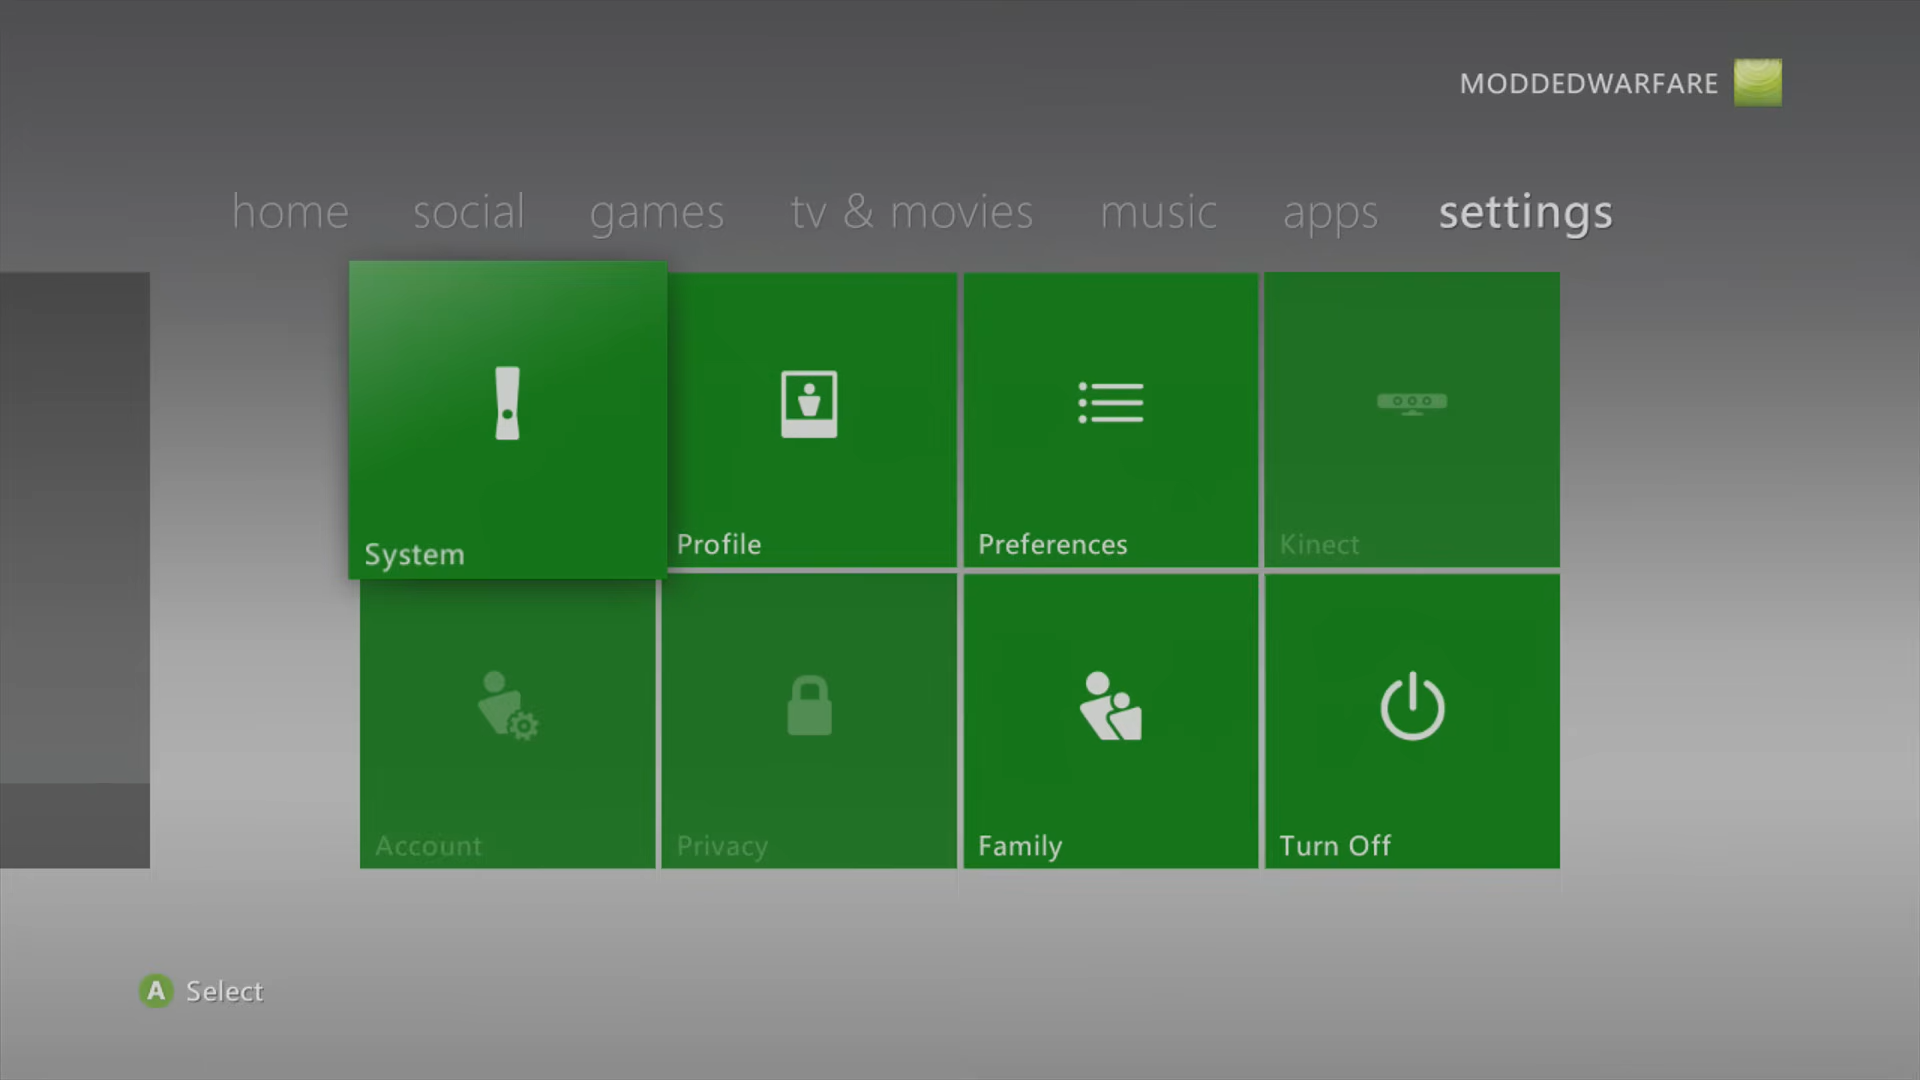 MODDEDWARFARE
home social games tv & movies music apps settings
System Profile Preferences Kinect
Account Privacy Family Turn Off
A Select